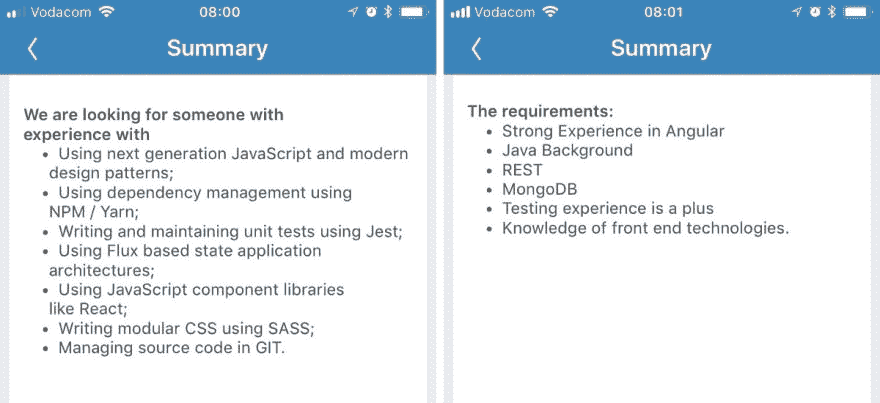 Vodacom 08:00
Summary
We are looking for someone with
experience with
• Using next generation JavaScript and modern
design patterns;
• Using dependency management using
NPM / Yarn;
• Writing and maintaining unit tests using Jest;
• Using Flux based state application
architectures;
• Using JavaScript component libraries
like React;
• Writing modular CSS using SASS;
• Managing source code in GIT.
Vodacom 08:01
Summary
The requirements:
• Strong Experience in Angular
• Java Background
• REST
• MongoDB
• Testing experience is a plus
• Knowledge of front end technologies.